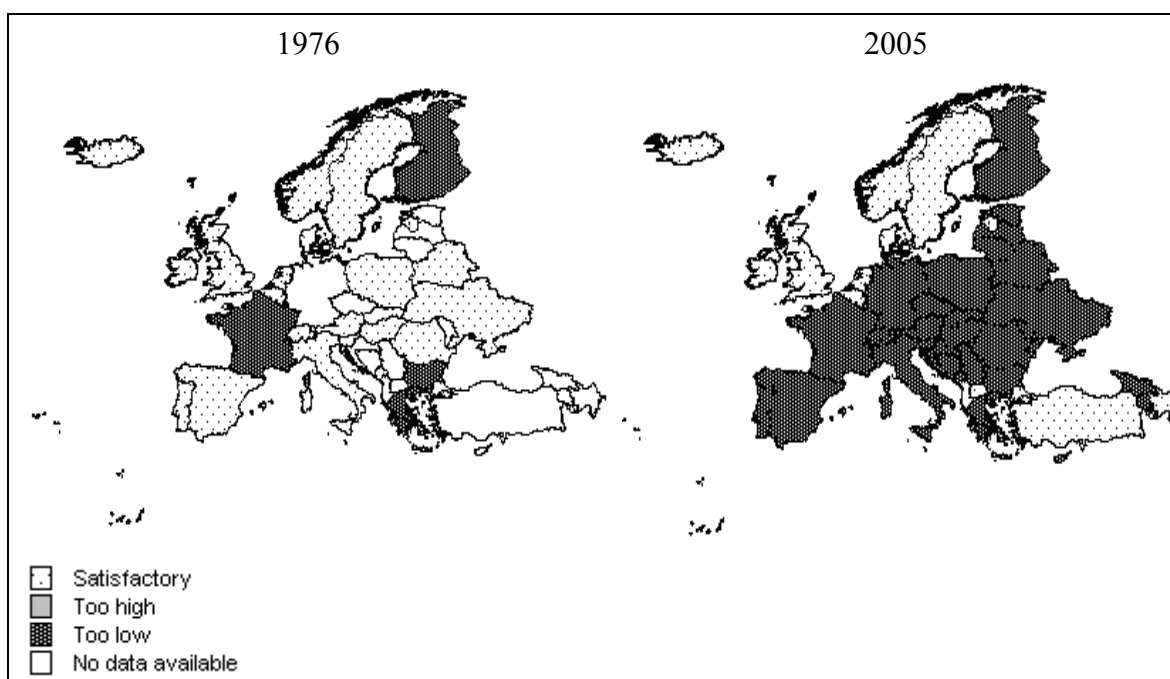 1976
2005
Satisfactory
Too high
Too low
No data available